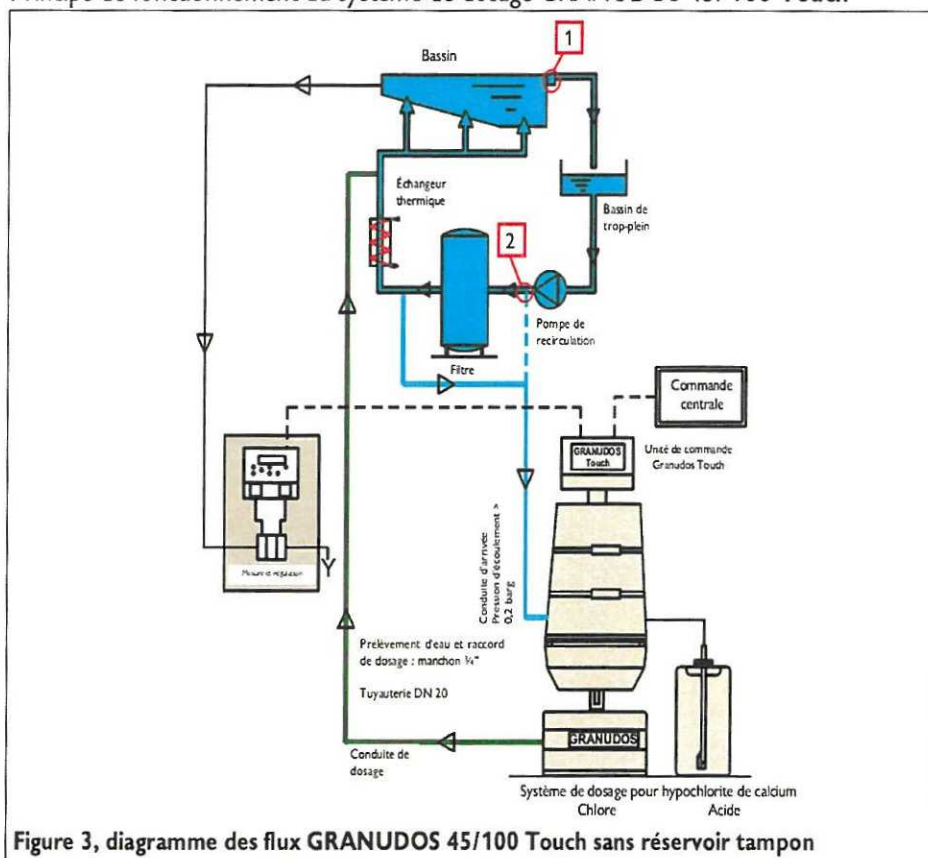 Bassin
1
Échangeur
thermique
Bassin de
trop-plein
2
Pompe de
recirculation
Filtre
Commande
centrale
GRANUDOS
Touch
Unité de commande
Granudos Touch
Mesure et régulation
Conduite d'arrivée
Pression d'écoulement >
0,2 barg
Prélèvement d'eau et raccord
de dosage : manchon ¾"
Tuyauterie DN 20
GRANUDOS
Conduite de
dosage
Système de dosage pour hypochlorite de calcium
Chlore Acide
Figure 3, diagramme des flux GRANUDOS 45/100 Touch sans réservoir tampon